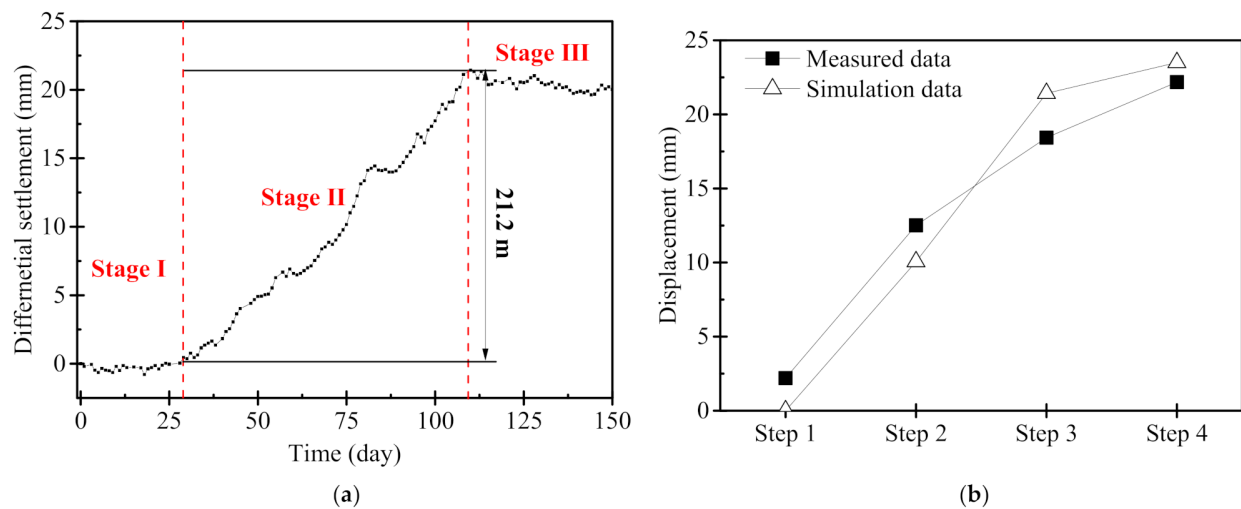 25
20
15
10
5
0
0
25
50
75
100
125
150
Differnetial settlement (mm)
Time (day)
Stage I
Stage II
Stage III
21.2 m
(a)
25
20
15
10
5
0
Step 1
Step 2
Step 3
Step 4
Displacement (mm)
Measured data
Simulation data
(b)